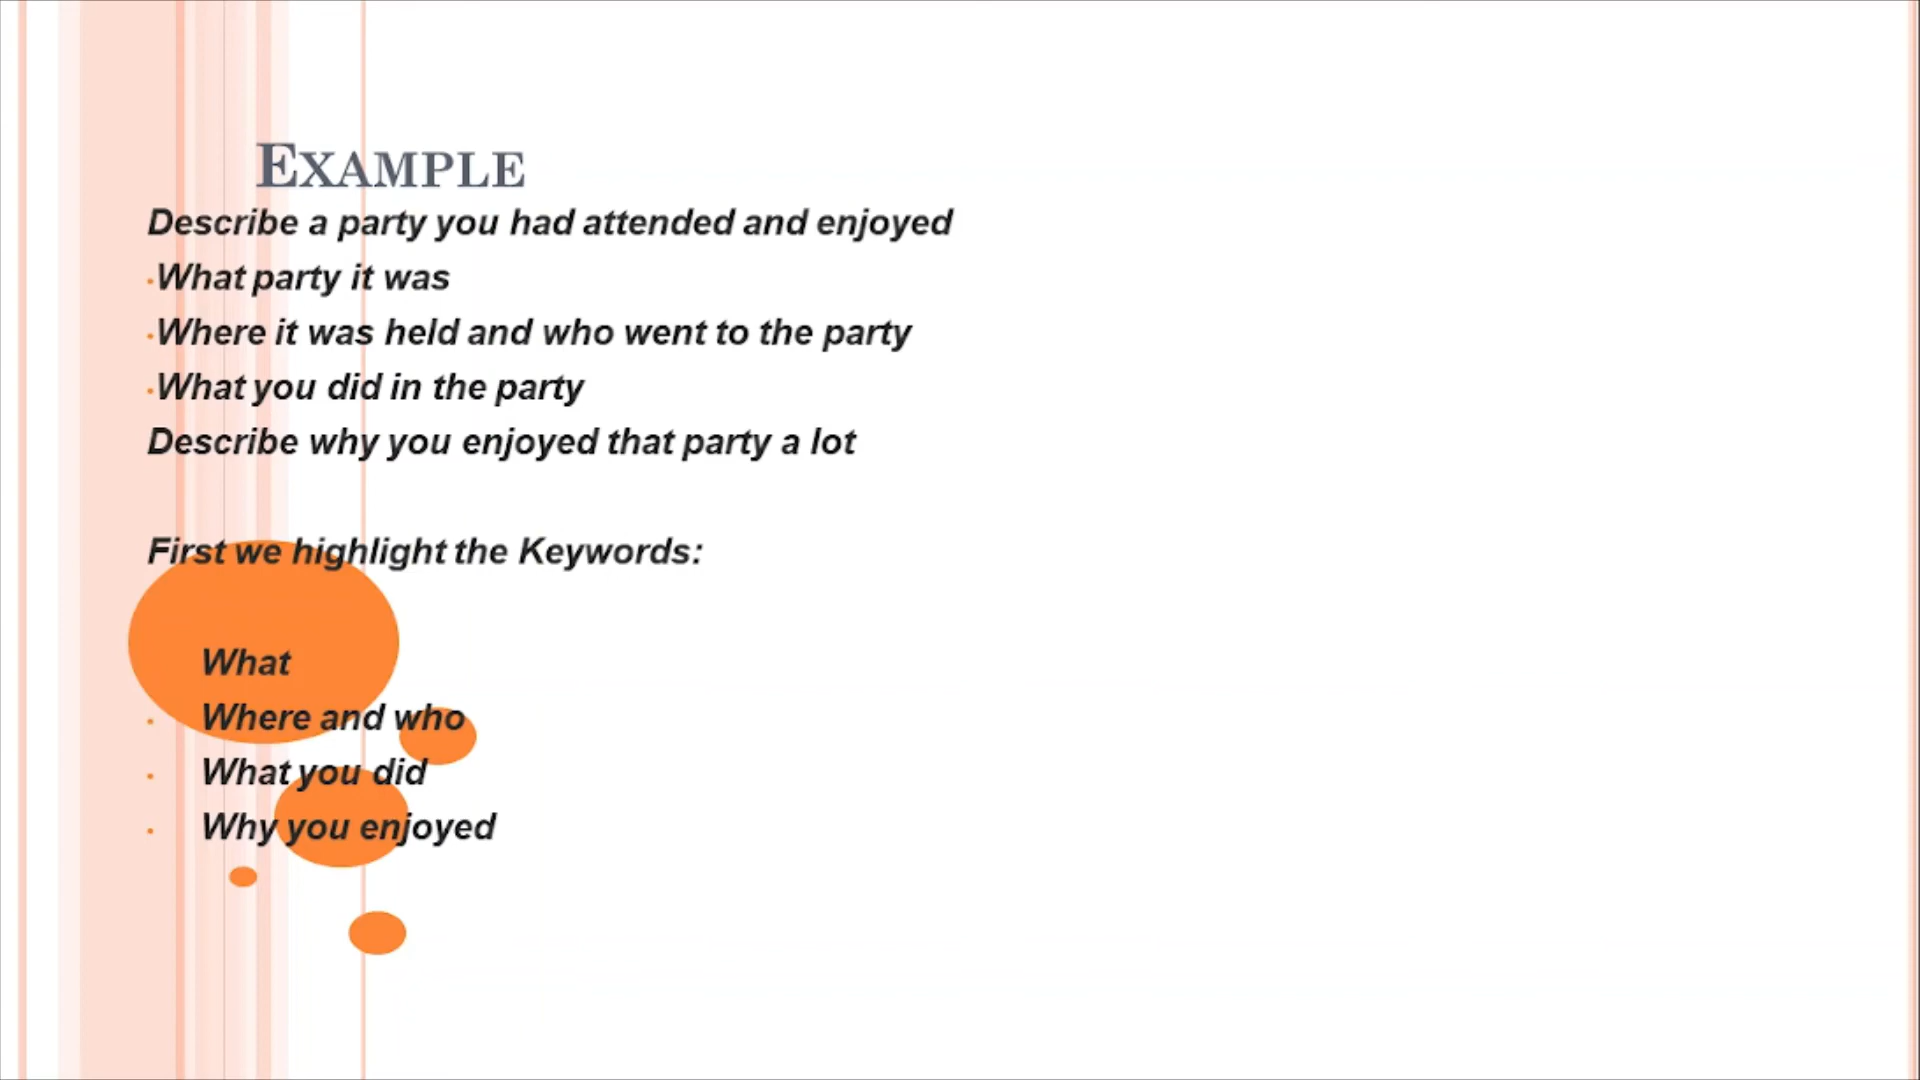 EXAMPLE
Describe a party you had attended and enjoyed
•What party it was
•Where it was held and who went to the party
•What you did in the party
Describe why you enjoyed that party a lot
First we highlight the Keywords:
What
• Where and who
• What you did
• Why you enjoyed